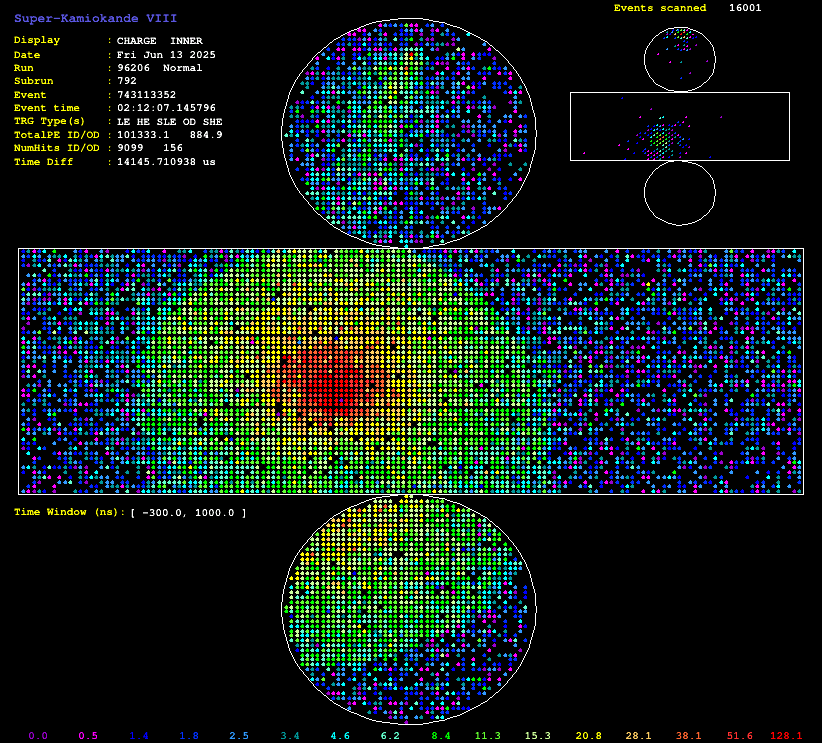 Super-Kamiokande VIII
Events scanned 16001
Display : CHARGE INNER
Date : Fri Jun 13 2025
Run : 96206 Normal
Subrun : 792
Event : 743113352
Event time : 02:12:07.145796
TRG Type(s) : LE HE SLE OD SHE
TotalPE ID/OD : 101333.1 884.9
NumHits ID/OD : 9099 156
Time Diff : 14145.710938 us
Time Window (ns): [ -300.0, 1000.0 ]
0.0 0.5 1.4 1.8 2.5 3.4 4.6 6.2 8.4 11.3 15.3 20.8 28.1 38.1 51.6 128.1